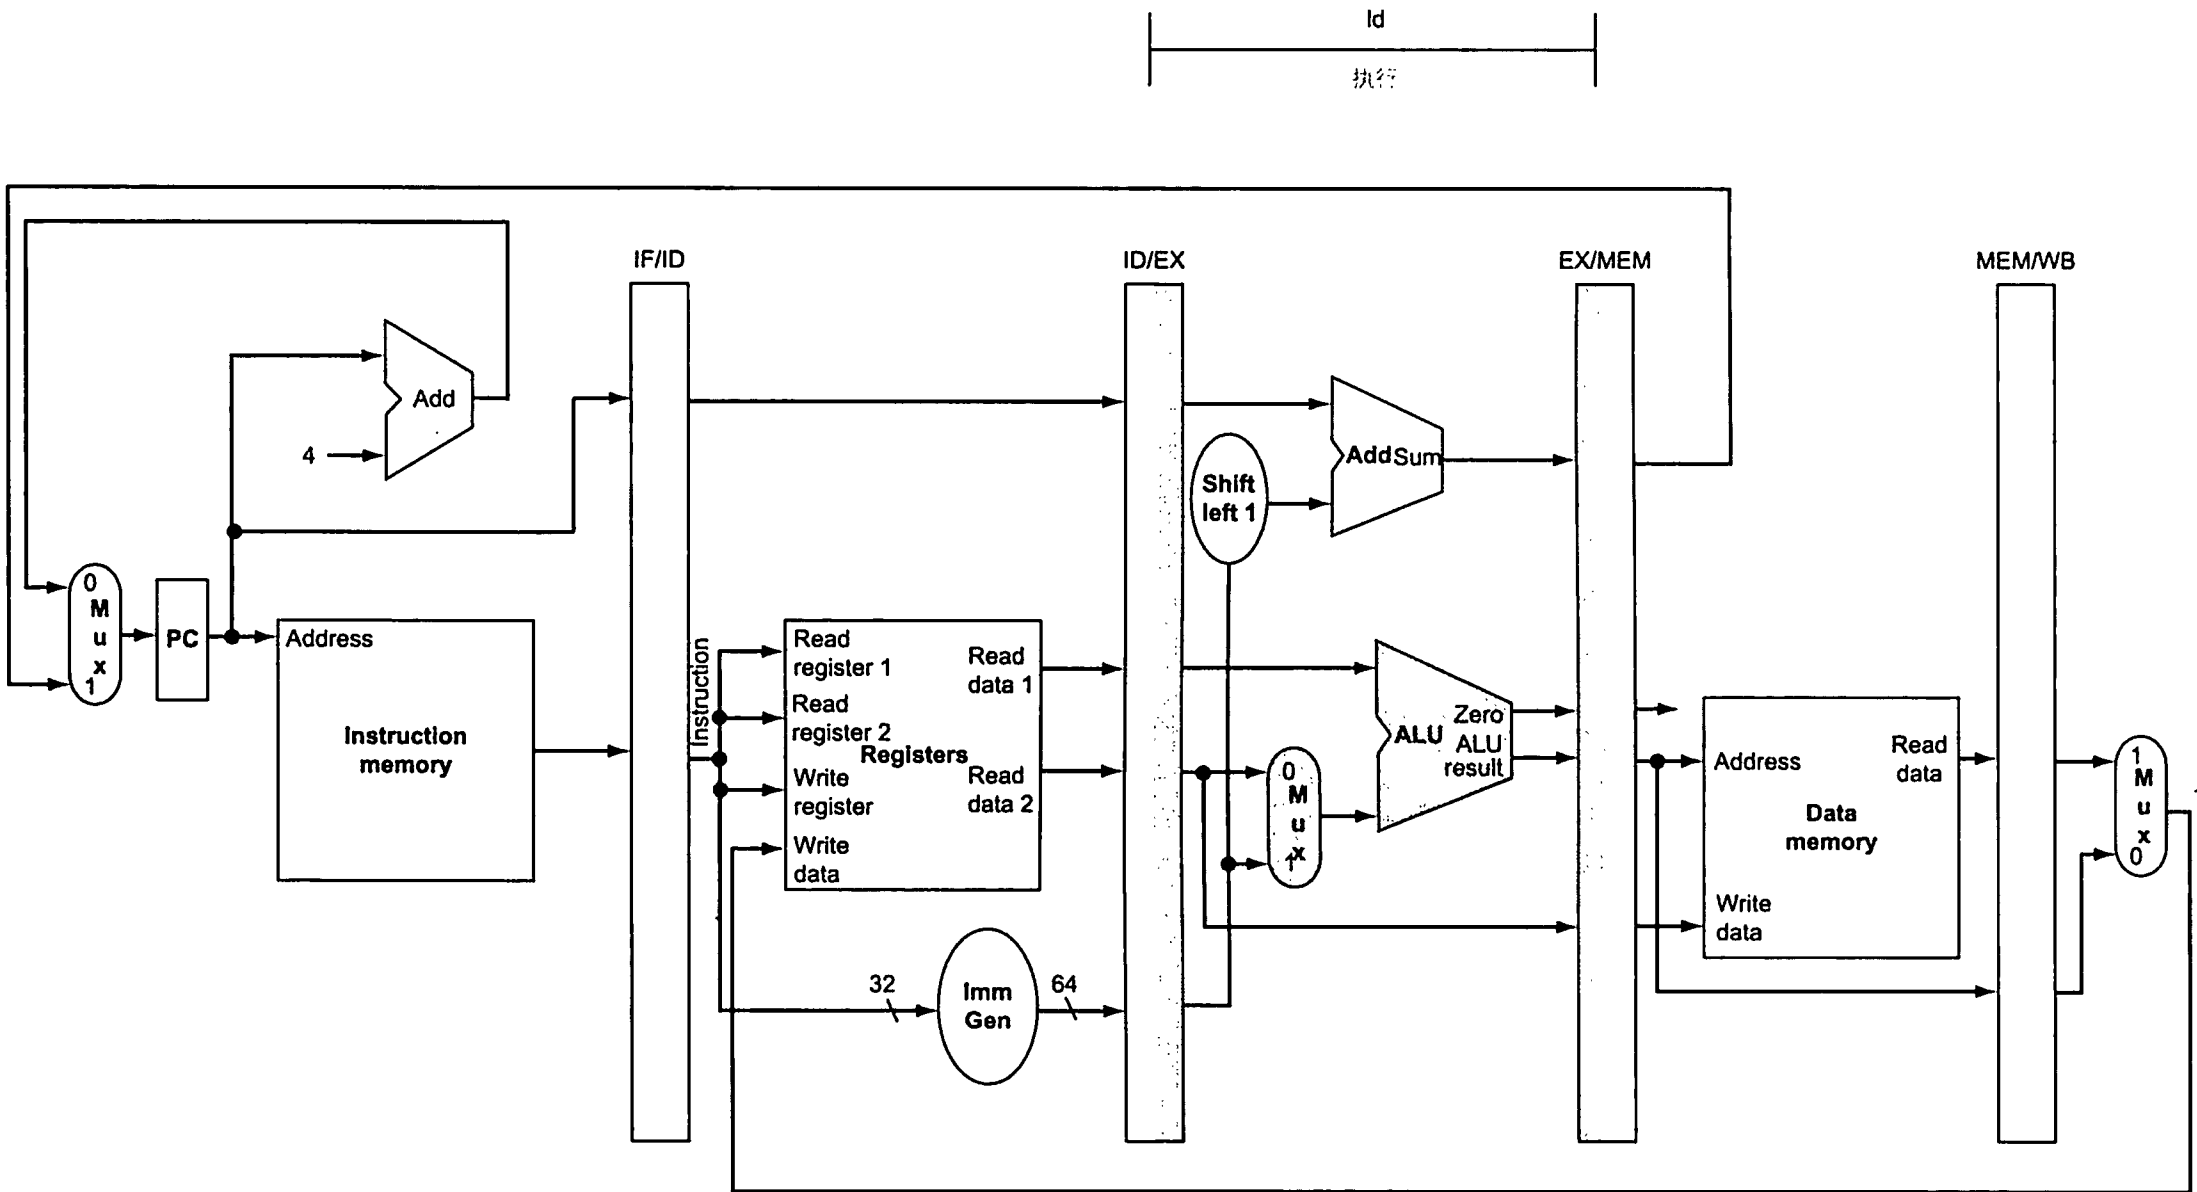 ld
执行
IF/ID
ID/EX
EX/MEM
MEM/WB
Add
4
Add Sum
Shift
left 1
0
M
u
x
1
PC
Address
Instruction
memory
Instruction
Read
register 1
Read
register 2
Write
register
Write
data
Registers
Read
data 1
Read
data 2
32
Imm
Gen
64
0
M
u
x
1
ALU
Zero
ALU
result
Address
Read
data
Data
memory
Write
data
1
M
u
x
0